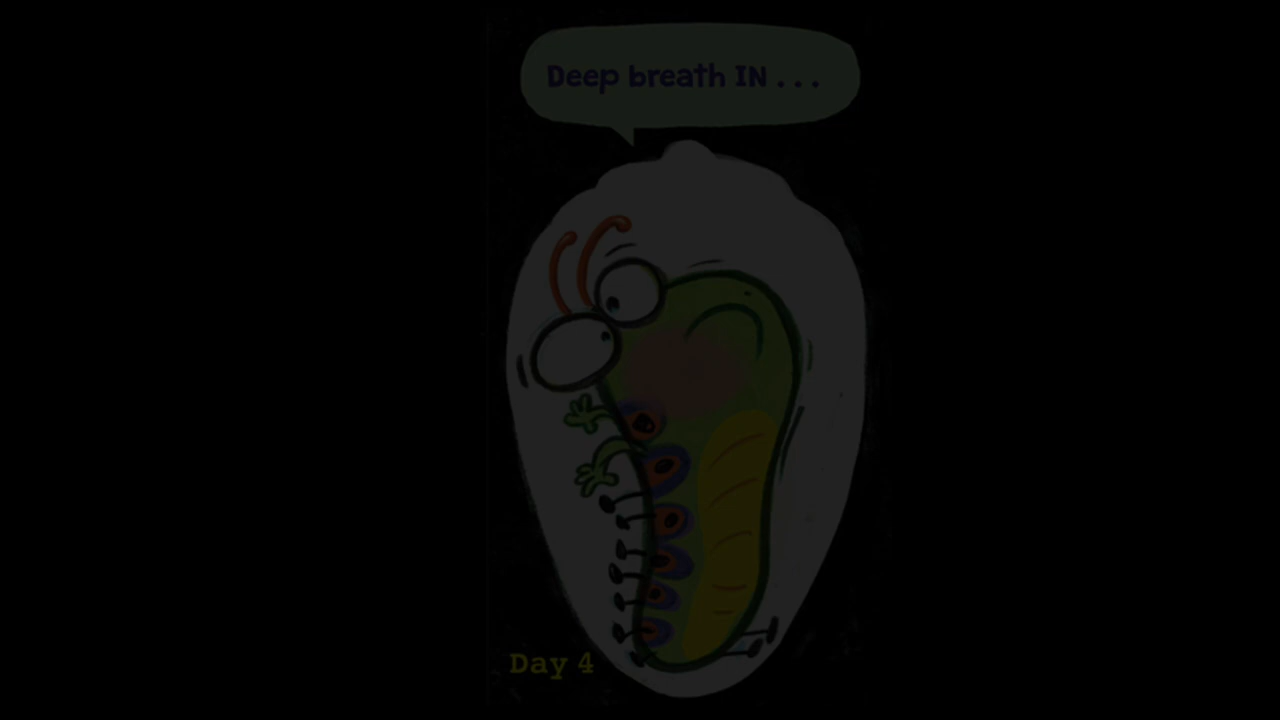 Deep breath IN . . .
Day 4